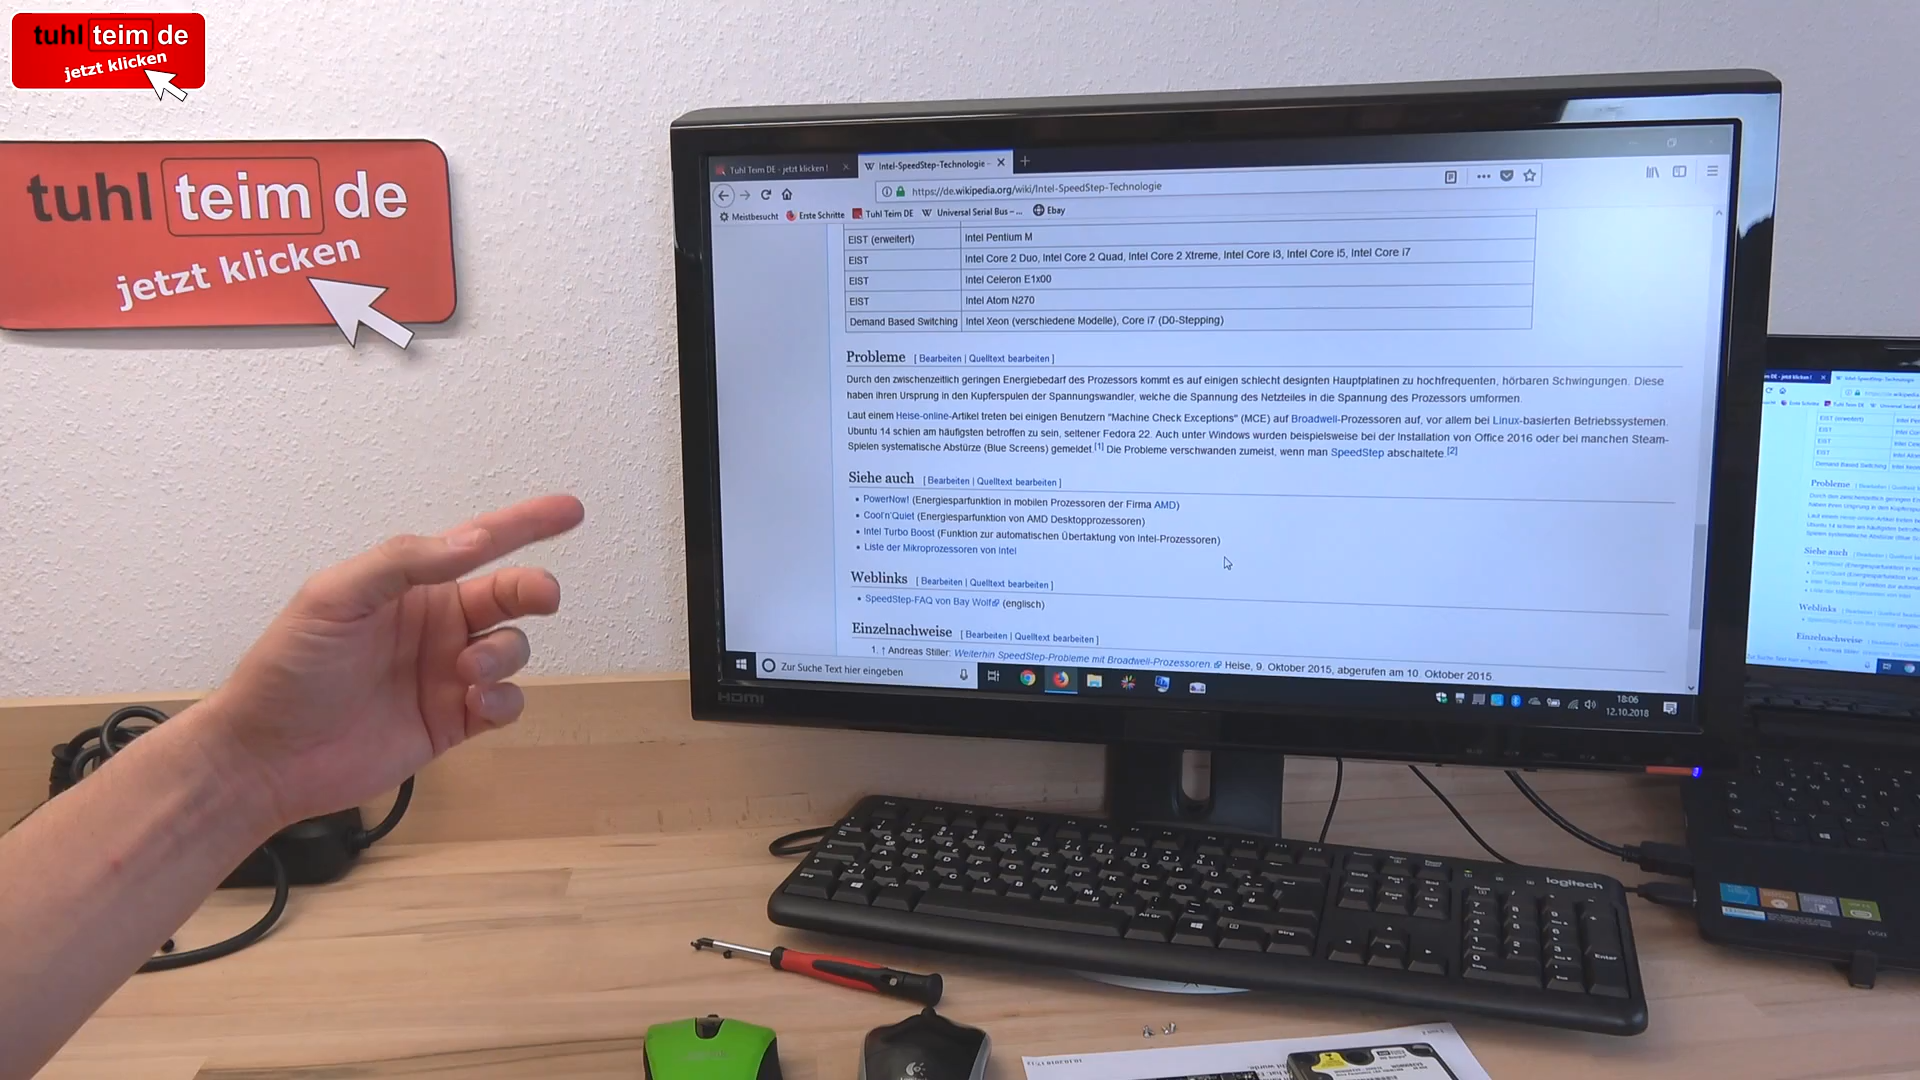 tuhl teim de
jetzt klicken
tuhl teim de
jetzt klicken
Tuhl Teim DE - jetzt klicken !
Intel-SpeedStep-Technologie -
https://de.wikipedia.org/wiki/Intel-SpeedStep-Technologie
Meistbesucht Erste Schritte Tuhl Teim DE Universal Serial Bus – ... Ebay
EIST (erweitert) Intel Pentium M
EIST Intel Core 2 Duo, Intel Core 2 Quad, Intel Core 2 Xtreme, Intel Core i3, Intel Core i5, Intel Core i7
EIST Intel Celeron E1x00
EIST Intel Atom N270
Demand Based Switching Intel Xeon (verschiedene Modelle), Core i7 (D0-Stepping)
Probleme [ Bearbeiten | Quelltext bearbeiten ]
Durch den zwischenzeitlich geringen Energiebedarf des Prozessors kommt es auf einigen schlecht designten Hauptplatinen zu hochfrequenten, hörbaren Schwingungen. Diese
haben ihren Ursprung in den Kupferspulen der Spannungswandler, welche die Spannung des Netzteiles in die Spannung des Prozessors umformen.
Laut einem Heise-online-Artikel treten bei einigen Benutzern "Machine Check Exceptions" (MCE) auf Broadwell-Prozessoren auf, vor allem bei Linux-basierten Betriebssystemen.
Ubuntu 14 schien am häufigsten betroffen zu sein, seltener Fedora 22. Auch unter Windows wurden beispielsweise bei der Installation von Office 2016 oder bei manchen Steam-
Spielen systematische Abstürze (Blue Screens) gemeldet.[1] Die Probleme verschwanden zumeist, wenn man SpeedStep abschaltete.[2]
Siehe auch [ Bearbeiten | Quelltext bearbeiten ]
• PowerNow! (Energiesparfunktion in mobilen Prozessoren der Firma AMD)
• Cool'n'Quiet (Energiesparfunktion von AMD Desktopprozessoren)
• Intel Turbo Boost (Funktion zur automatischen Übertaktung von Intel-Prozessoren)
• Liste der Mikroprozessoren von Intel
Weblinks [ Bearbeiten | Quelltext bearbeiten ]
• SpeedStep-FAQ von Bay Wolf (englisch)
Einzelnachweise [ Bearbeiten | Quelltext bearbeiten ]
1. ↑ Andreas Stiller: Weiterhin SpeedStep-Probleme mit Broadwell-Prozessoren. Heise, 9. Oktober 2015, abgerufen am 10. Oktober 2015.
Zur Suche Text hier eingeben
18:06
12.10.2018
HDMI
Probleme
Siehe auch
Weblinks
Einzelnachweise
logitech